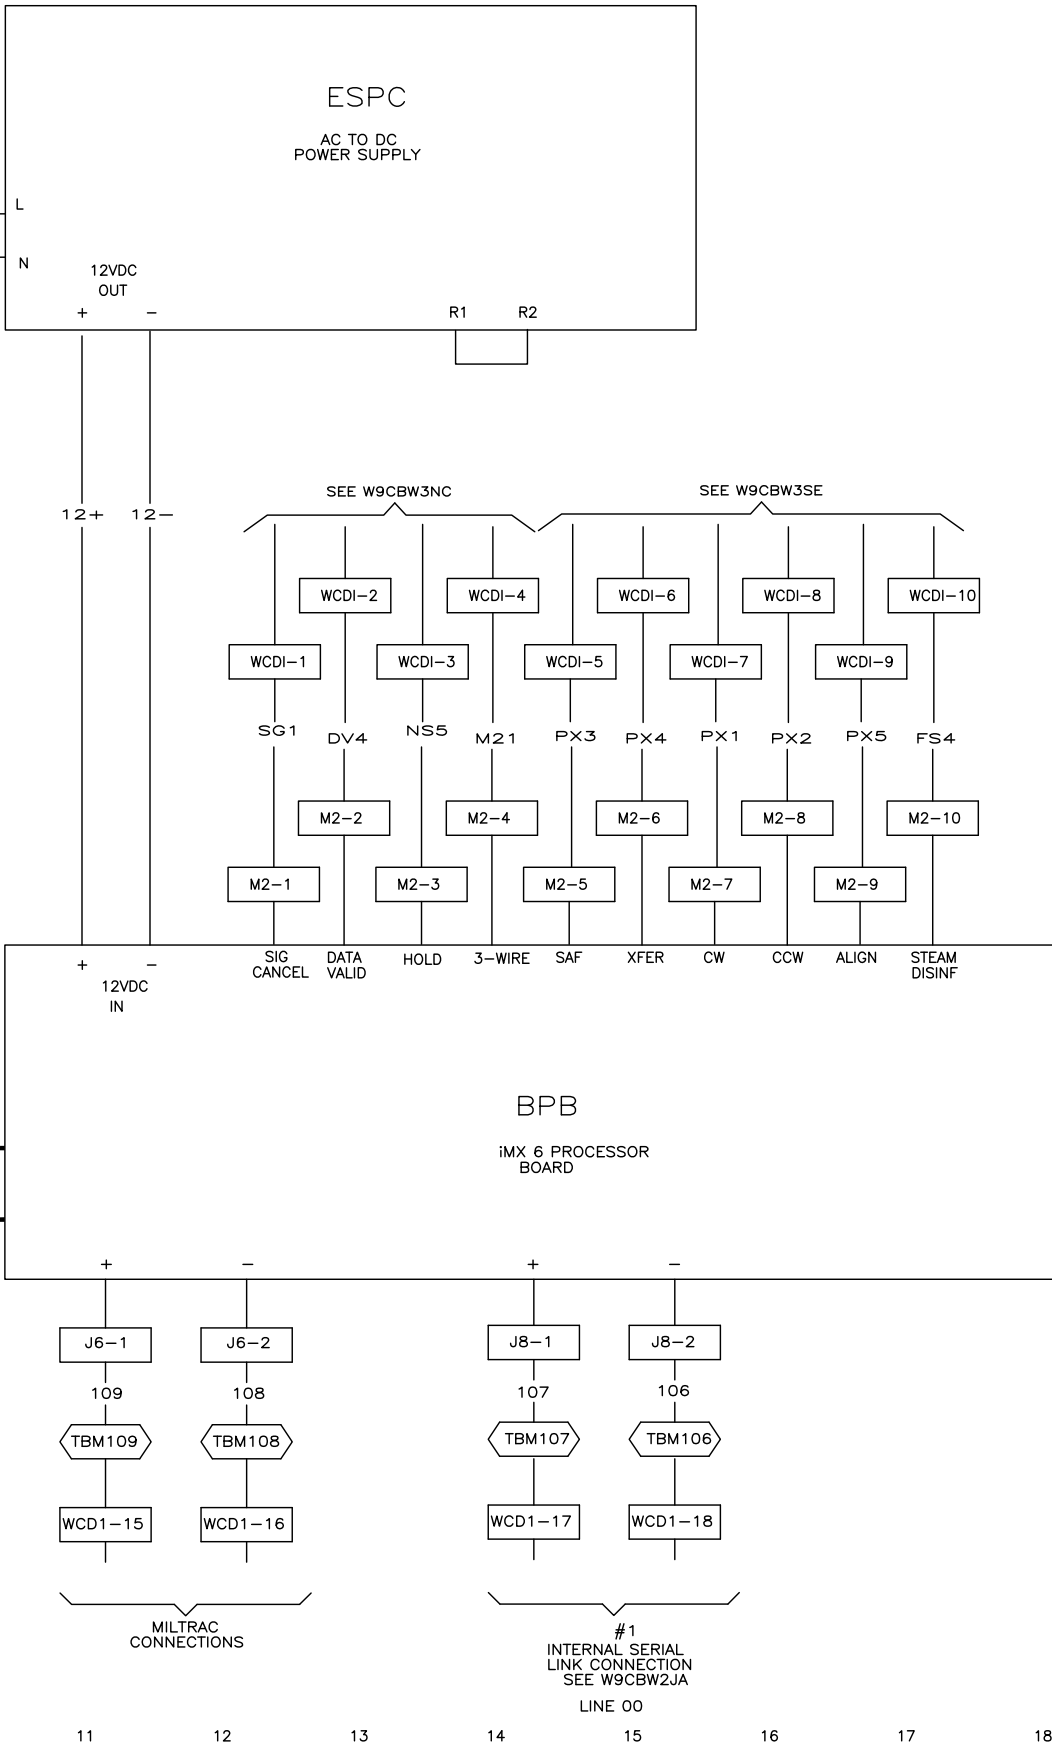 ESPC
AC TO DC
POWER SUPPLY
L
N
12VDC
OUT
+ −
R1 R2
SEE W9CBW3NC
SEE W9CBW3SE
12+ 12−
WCDI−2 WCDI−4 WCDI−6 WCDI−8 WCDI−10
WCDI−1 WCDI−3 WCDI−5 WCDI−7 WCDI−9
SG1 DV4 NS5 M21 PX3 PX4 PX1 PX2 PX5 FS4
M2−2 M2−4 M2−6 M2−8 M2−10
M2−1 M2−3 M2−5 M2−7 M2−9
+ −
12VDC
IN
SIG
CANCEL
DATA
VALID
HOLD
3−WIRE
SAF
XFER
CW
CCW
ALIGN
STEAM
DISINF
BPB
iMX 6 PROCESSOR
BOARD
+ − + −
J6−1 J6−2 J8−1 J8−2
109 108 107 106
TBM109 TBM108 TBM107 TBM106
WCD1−15 WCD1−16 WCD1−17 WCD1−18
MILTRAC
CONNECTIONS
#1
INTERNAL SERIAL
LINK CONNECTION
SEE W9CBW2JA
LINE 00
11 12 13 14 15 16 17 18